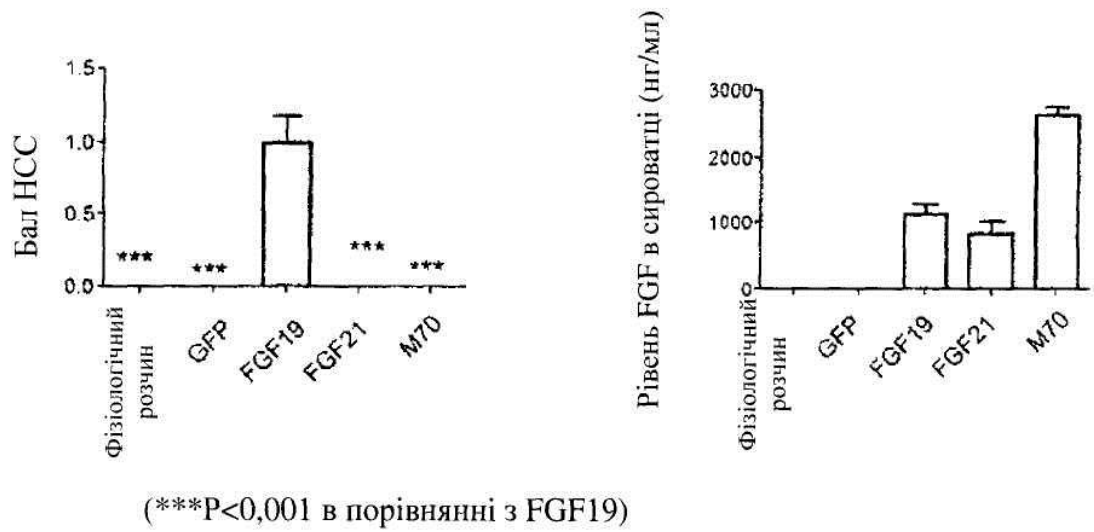 Бал НСС
1.5
1.0
0.5
0.0
***
***
***
***
Фізіологічний
розчин
GFP
FGF19
FGF21
M70
Рівень FGF в сироватці (нг/мл)
3000
2000
1000
0
Фізіологічний
розчин
GFP
FGF19
FGF21
M70
(***P<0,001 в порівнянні з FGF19)